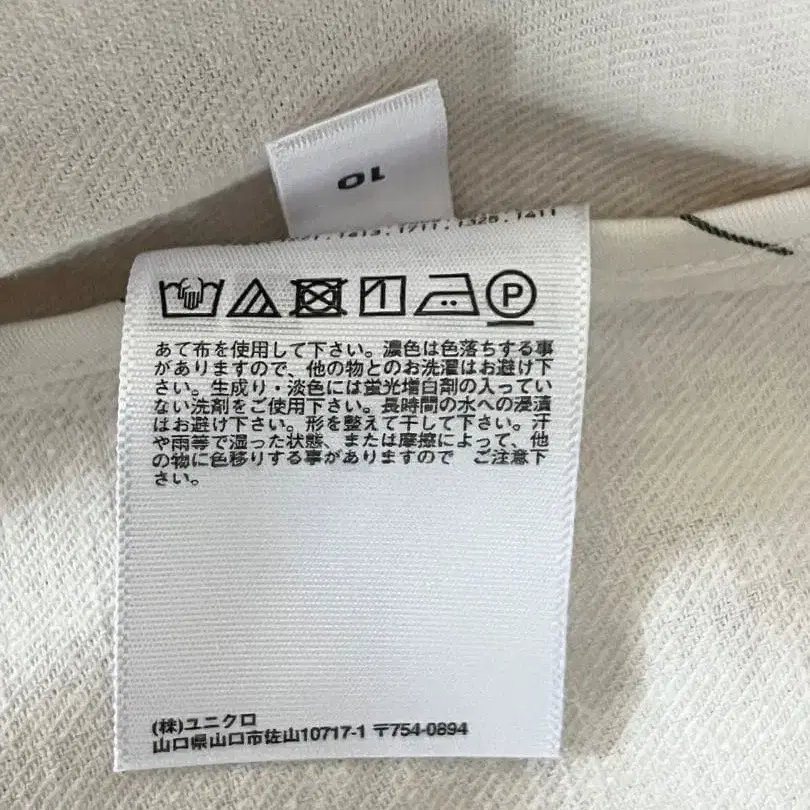 10
1413.1711.1325.1411
P
あて布を使用して下さい。濃色は色落ちする事
がありますので、他の物とのお洗濯はお避け下
さい。生成り・淡色には蛍光増白剤の入ってい
ない洗剤をご使用下さい。長時間の水への浸漬
はお避け下さい。形を整えて干して下さい。汗
や雨等で湿った状態、または摩擦によって、他
の物に色移りする事がありますので　ご注意下
さい。
(株)ユニクロ
山口県山口市佐山10717-1 〒754-0894